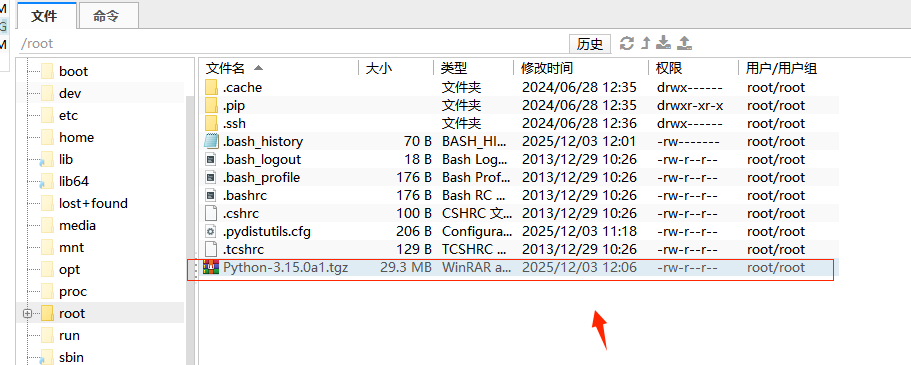 M
G
M
文件 命令
/root 历史
boot
dev
etc
home
lib
lib64
lost+found
media
mnt
opt
proc
root
run
sbin
文件名 大小 类型 修改时间 权限 用户/用户组
.cache 文件夹 2024/06/28 12:35 drwx------ root/root
.pip 文件夹 2024/06/28 12:35 drwxr-xr-x root/root
.ssh 文件夹 2024/06/28 12:36 drwx------ root/root
.bash_history 70 B BASH_HI... 2025/12/03 12:01 -rw------- root/root
.bash_logout 18 B Bash Log... 2013/12/29 10:26 -rw-r--r-- root/root
.bash_profile 176 B Bash Prof... 2013/12/29 10:26 -rw-r--r-- root/root
.bashrc 176 B Bash RC ... 2013/12/29 10:26 -rw-r--r-- root/root
.cshrc 100 B CSHRC 文... 2013/12/29 10:26 -rw-r--r-- root/root
.pydistutils.cfg 206 B Configura... 2025/12/03 11:18 -rw-r--r-- root/root
.tcshrc 129 B TCSHRC ... 2013/12/29 10:26 -rw-r--r-- root/root
Python-3.15.0a1.tgz 29.3 MB WinRAR a... 2025/12/03 12:06 -rw-r--r-- root/root